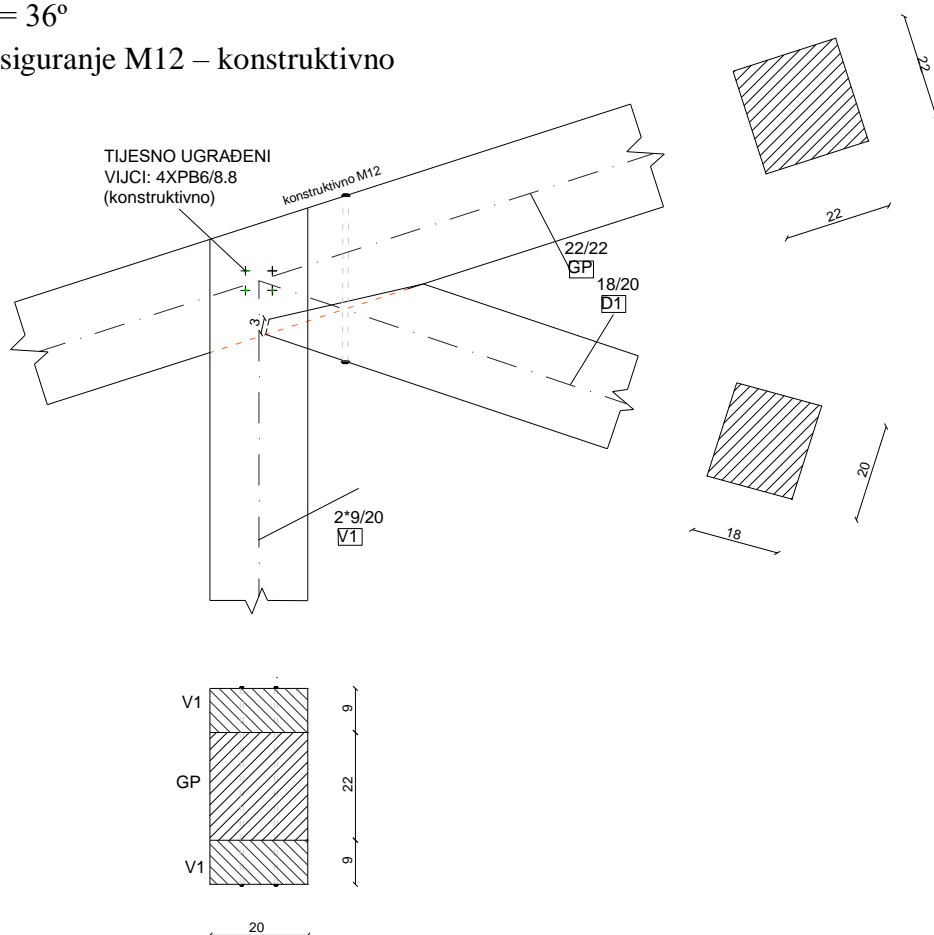 = 36º
siguranje M12 – konstruktivno
22
TIJESNO UGRAĐENI
VIJCI: 4XPB6/8.8
(konstruktivno)
konstruktivno M12
22
22/22
GP
18/20
D1
3
20
18
2*9/20
V1
V1
9
GP
22
V1
9
20